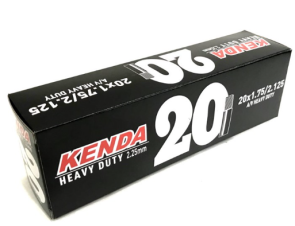 KENDA
20
20x1.75/2.125
A/V HEAVY DUTY
KENDA
HEAVY DUTY 2.25mm
20
20x1.75/2.125
A/V HEAVY DUTY